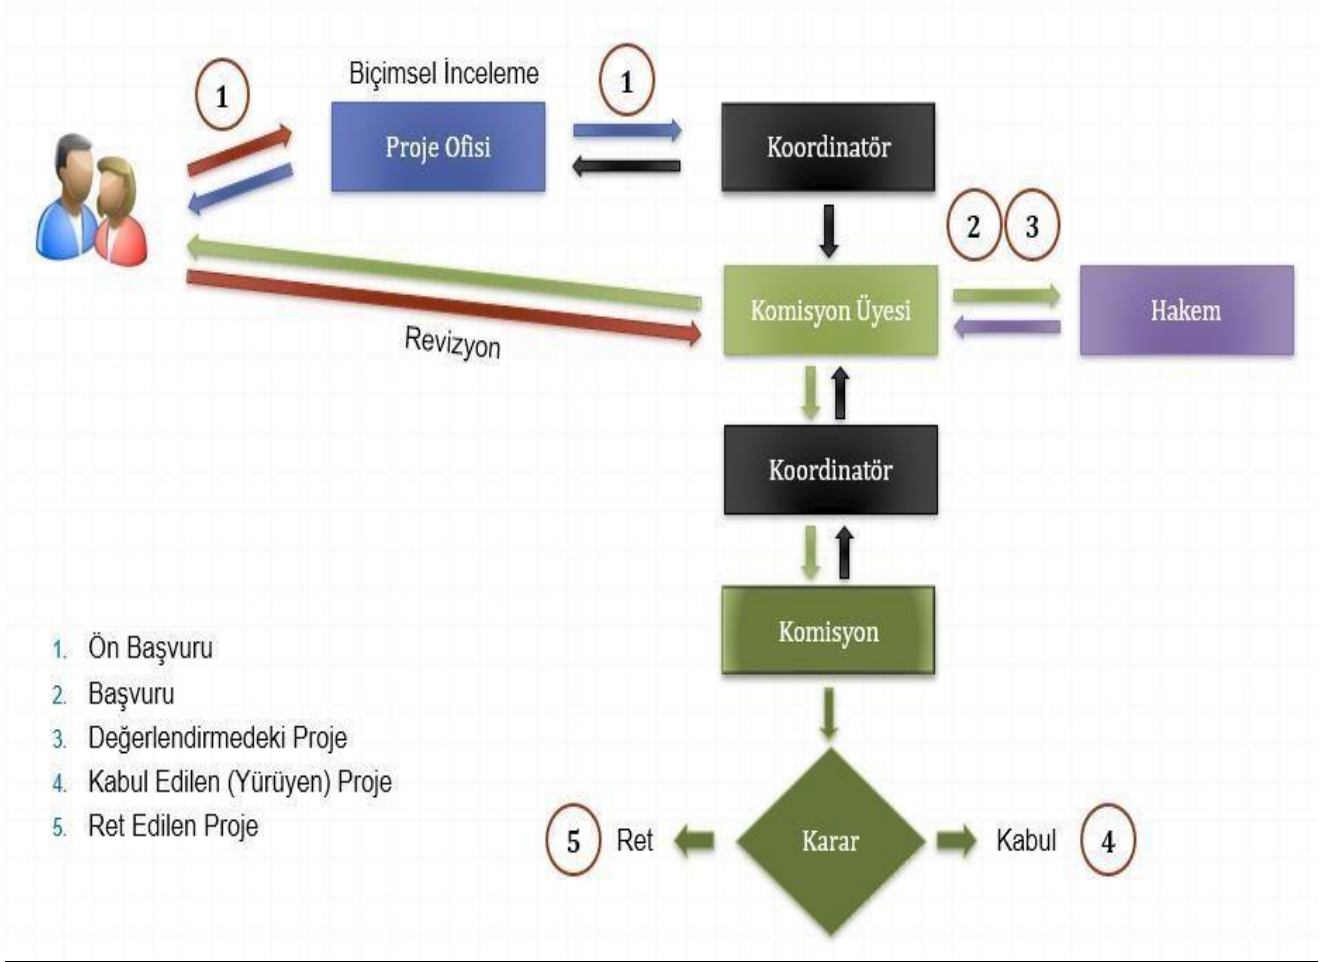 Biçimsel İnceleme
1
1
Proje Ofisi
Koordinatör
2
3
Komisyon Üyesi
Hakem
Revizyon
Koordinatör
Komisyon
1. Ön Başvuru
2. Başvuru
3. Değerlendirmedeki Proje
4. Kabul Edilen (Yürüyen) Proje
5. Ret Edilen Proje
5
Ret
Karar
Kabul
4